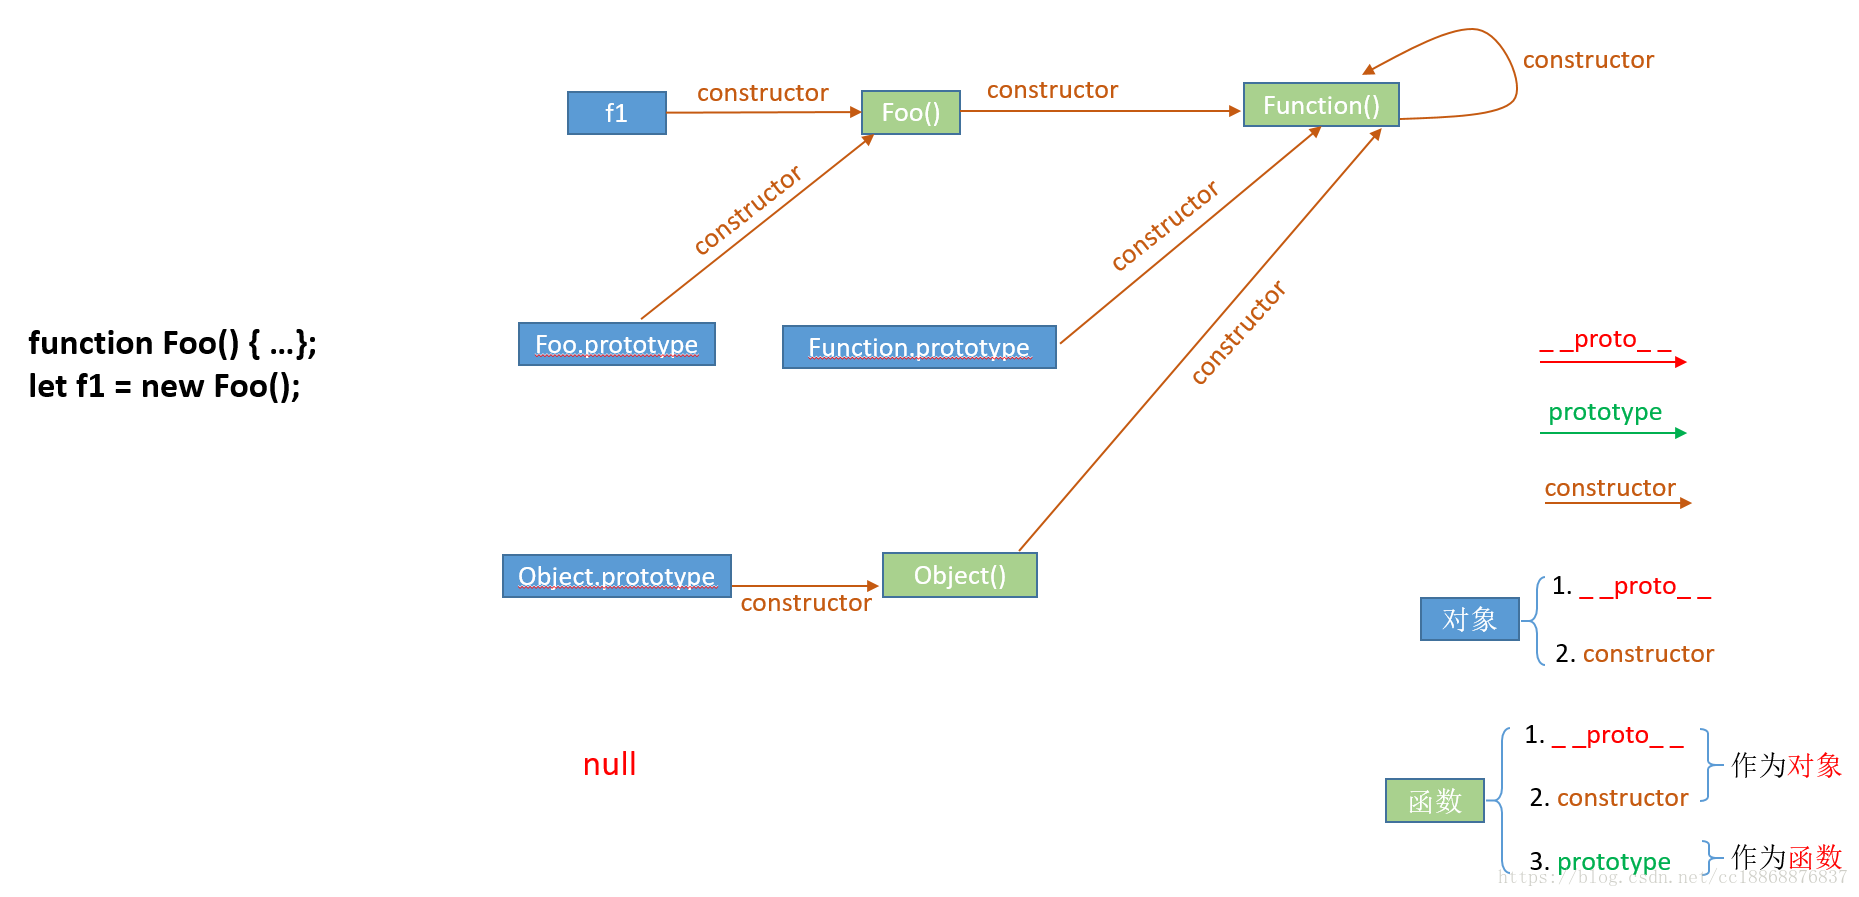 constructor
constructor
constructor
f1
Foo()
Function()
constructor
constructor
constructor
function Foo() { ...};
let f1 = new Foo();
Foo.prototype
Function.prototype
_ _proto_ _
prototype
constructor
Object.prototype
constructor
Object()
对象
1. _ _proto_ _
2. constructor
null
函数
1. _ _proto_ _
2. constructor
作为对象
3. prototype
作为函数
https://blog.csdn.net/cc18868876837